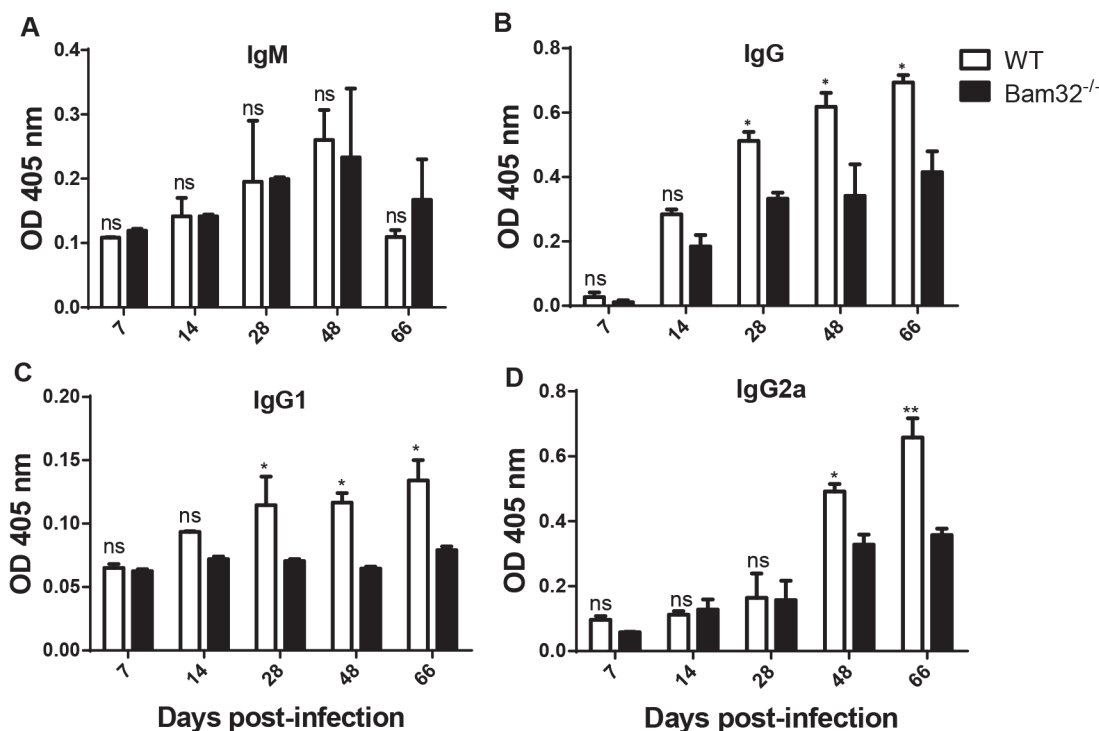 A
IgM
0.4
0.3
0.2
0.1
0.0
OD 405 nm
ns
ns
ns
ns
ns
7
14
28
48
66
B
IgG
0.8
0.6
0.4
0.2
0.0
OD 405 nm
ns
ns
*
*
*
7
14
28
48
66
WT
Bam32-/-
C
IgG1
0.20
0.15
0.10
0.05
0.00
OD 405 nm
ns
ns
*
*
*
7
14
28
48
66
Days post-infection
D
IgG2a
0.8
0.6
0.4
0.2
0.0
OD 405 nm
ns
ns
ns
*
**
7
14
28
48
66
Days post-infection